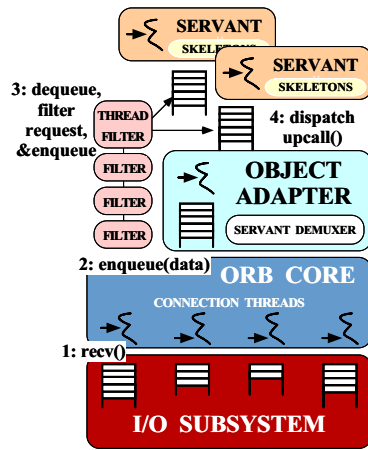 SERVANT
SKELETONS
SERVANT
SKELETONS
3: dequeue,
filter
request,
&enqueue
THREAD
FILTER
FILTER
FILTER
FILTER
4: dispatch
upcall()
OBJECT
ADAPTER
SERVANT DEMUXER
2: enqueue(data)
ORB CORE
CONNECTION THREADS
1: recv()
I/O SUBSYSTEM